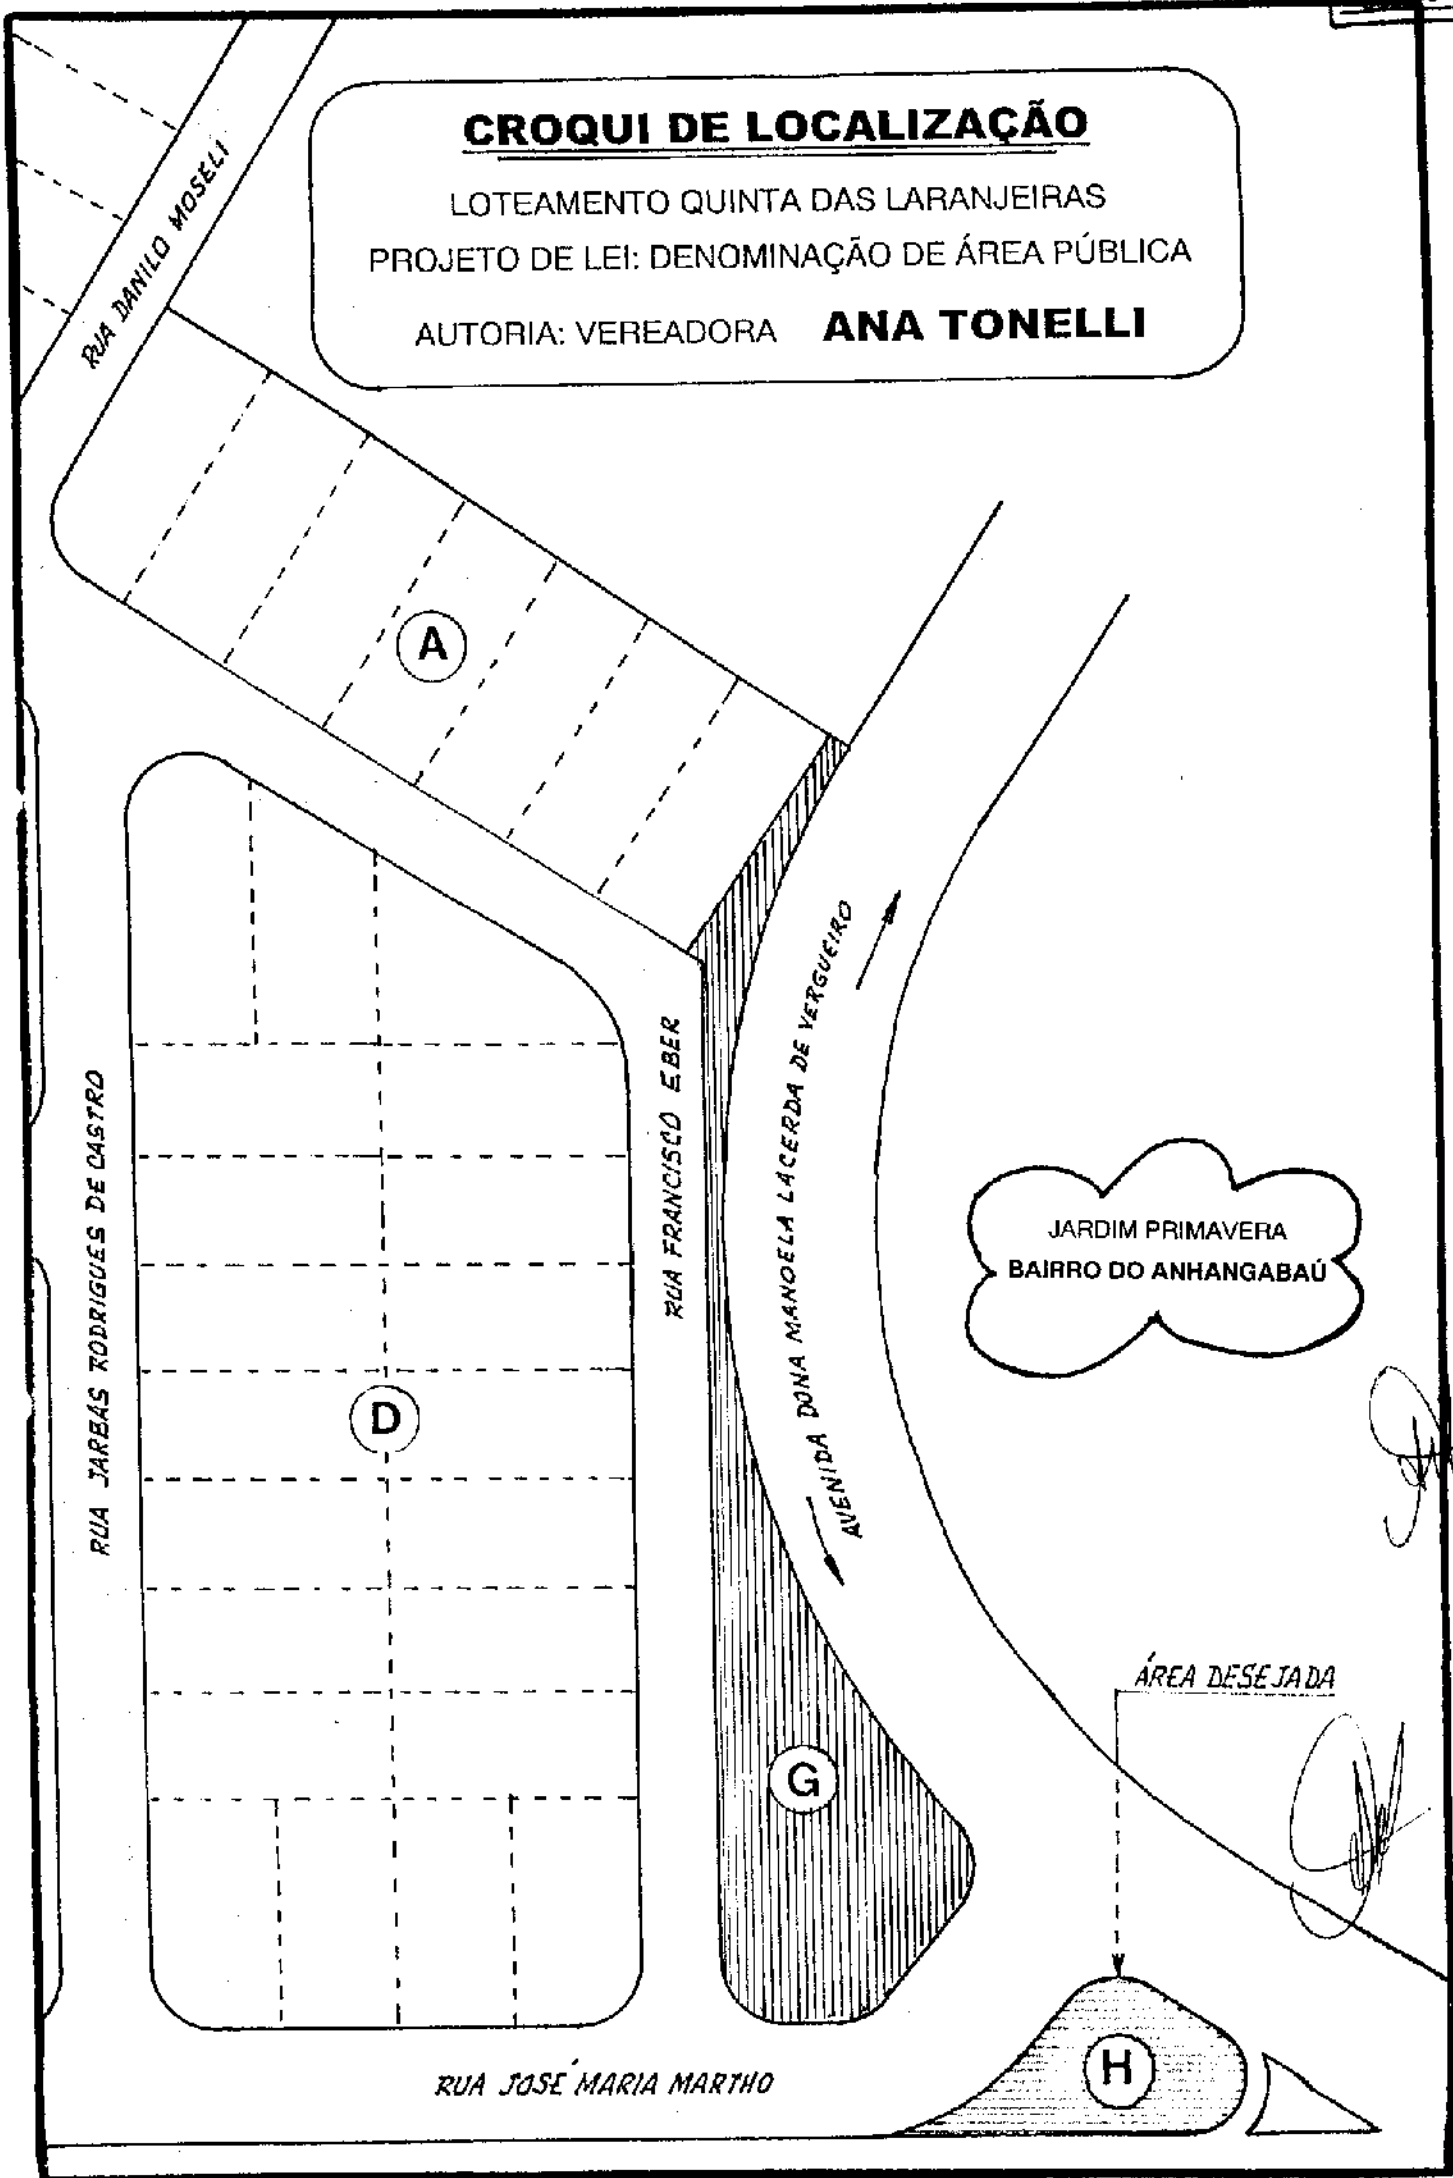 CROQUI DE LOCALIZAÇÃO
LOTEAMENTO QUINTA DAS LARANJEIRAS
PROJETO DE LEI: DENOMINAÇÃO DE ÁREA PÚBLICA
AUTORIA: VEREADORA ANA TONELLI
RUA DANILO MOSELI
A
RUA JARBAS RODRIGUES DE CASTRO
D
RUA FRANCISCO EBER
AVENIDA DONA MANOELA LACERDA DE VERGUEIRO
JARDIM PRIMAVERA
BAIRRO DO ANHANGABAÚ
ÁREA DESEJADA
G
H
RUA JOSÉ MARIA MARTHO